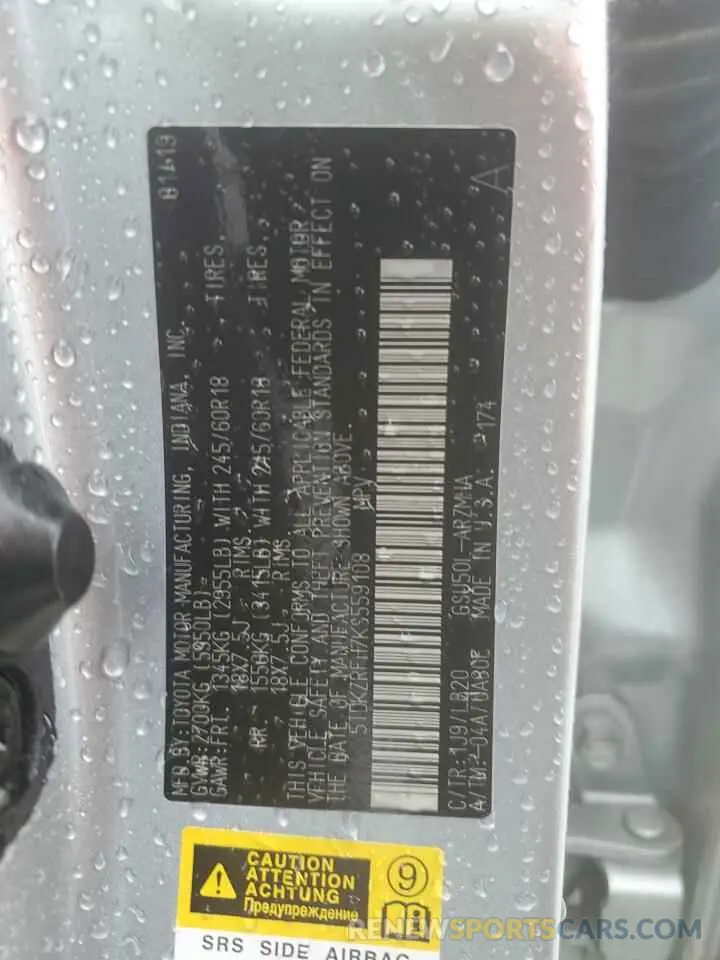 MFD.BY:TOYOTA MOTOR MANUFACTURING, INDIANA, INC. 01/19
GVWR:2700KG(5950LB)
GAWR:FRT. 1345KG (2955LB) WITH 245/60R18 TIRES
18X7.5J RIMS
RR 1550KG (3415LB) WITH 245/60R18 TIRES.
18X7.5J RIMS
THIS VEHICLE CONFORMS TO ALL APPLICABLE FEDERAL MOTOR
VEHICLE SAFETY AND THEFT PREVENTION STANDARDS IN EFFECT ON
THE DATE OF MANUFACTURE SHOWN ABOVE.
5TDKZRFH7KS559108 MPV
C/TR:1J9/LB20 GSU50L-ARZMHA
A/TM: MADE IN U.S.A. 174
A
CAUTION
ATTENTION
ACHTUNG
Предупреждение
9
SRS SIDE AIRBAG
RENEWSPORTSCARS.COM